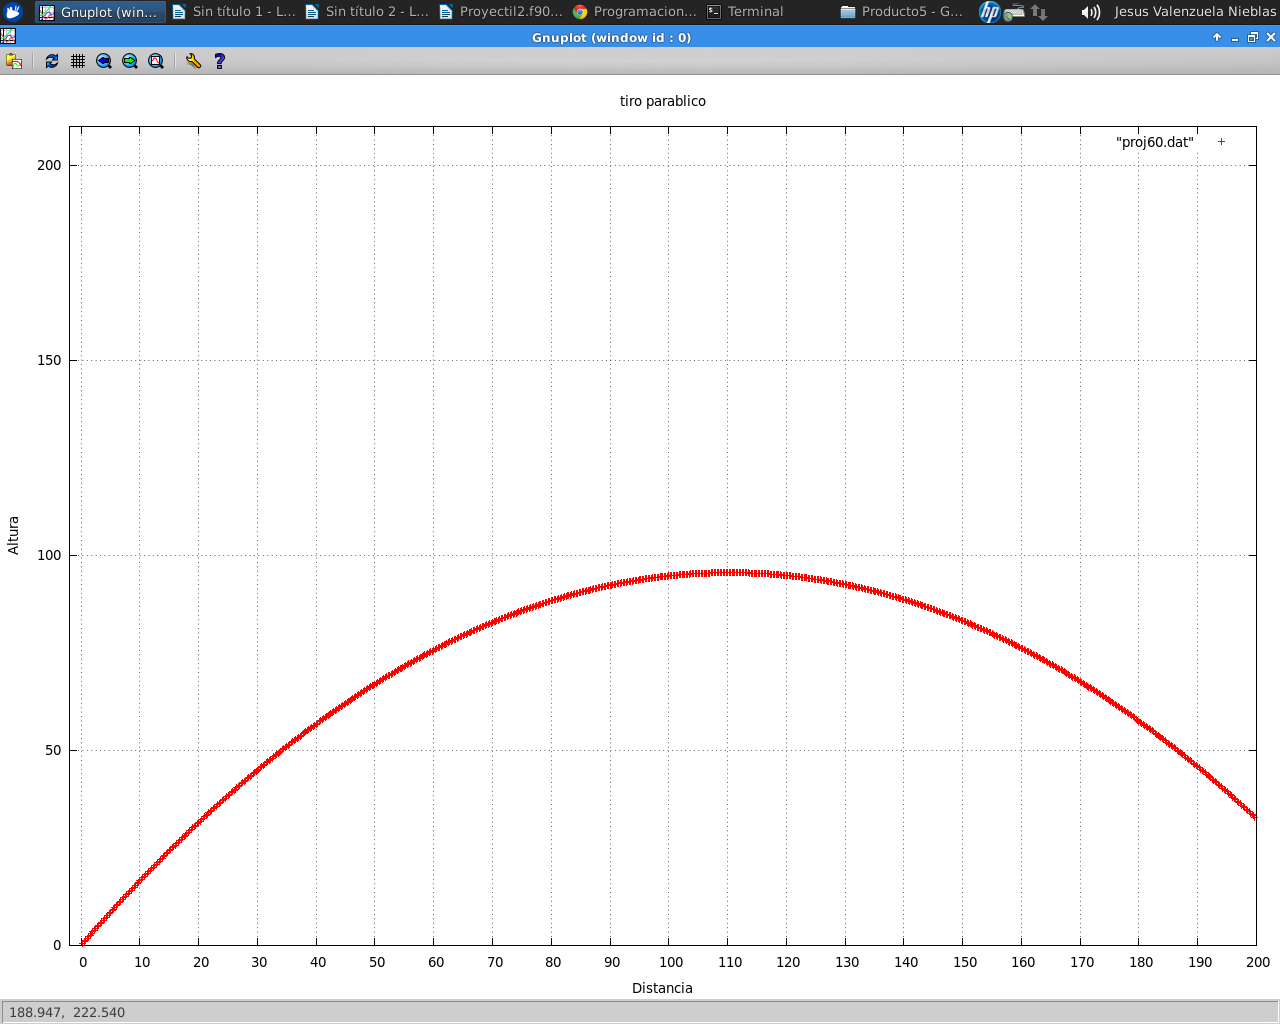 Gnuplot (win... Sin título 1 - L... Sin título 2 - L... Proyectil2.f90... Programacion... Terminal Producto5 - G... hp Jesus Valenzuela Nieblas
Gnuplot (window id : 0)
tiro parablico
"proj60.dat"
200
150
100
50
0
Altura
0 10 20 30 40 50 60 70 80 90 100 110 120 130 140 150 160 170 180 190 200
Distancia
188.947, 222.540